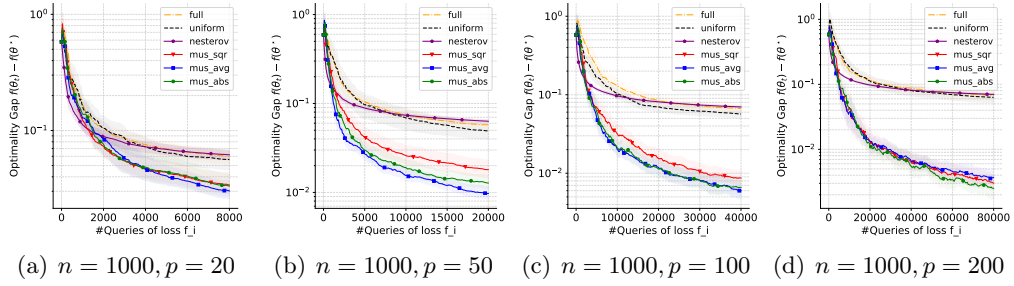 Optimality Gap f(θt) − f(θ*)
10⁰
10⁻¹
full
uniform
nesterov
mus_sqr
mus_avg
mus_abs
0 2000 4000 6000 8000
#Queries of loss f_i
(a) n = 1000, p = 20
Optimality Gap f(θt) − f(θ*)
10⁰
10⁻¹
10⁻²
full
uniform
nesterov
mus_sqr
mus_avg
mus_abs
0 5000 10000 15000 20000
#Queries of loss f_i
(b) n = 1000, p = 50
Optimality Gap f(θt) − f(θ*)
10⁰
10⁻¹
10⁻²
full
uniform
nesterov
mus_sqr
mus_avg
mus_abs
0 10000 20000 30000 40000
#Queries of loss f_i
(c) n = 1000, p = 100
Optimality Gap f(θt) − f(θ*)
10⁰
10⁻¹
10⁻²
full
uniform
nesterov
mus_sqr
mus_avg
mus_abs
0 20000 40000 60000 80000
#Queries of loss f_i
(d) n = 1000, p = 200